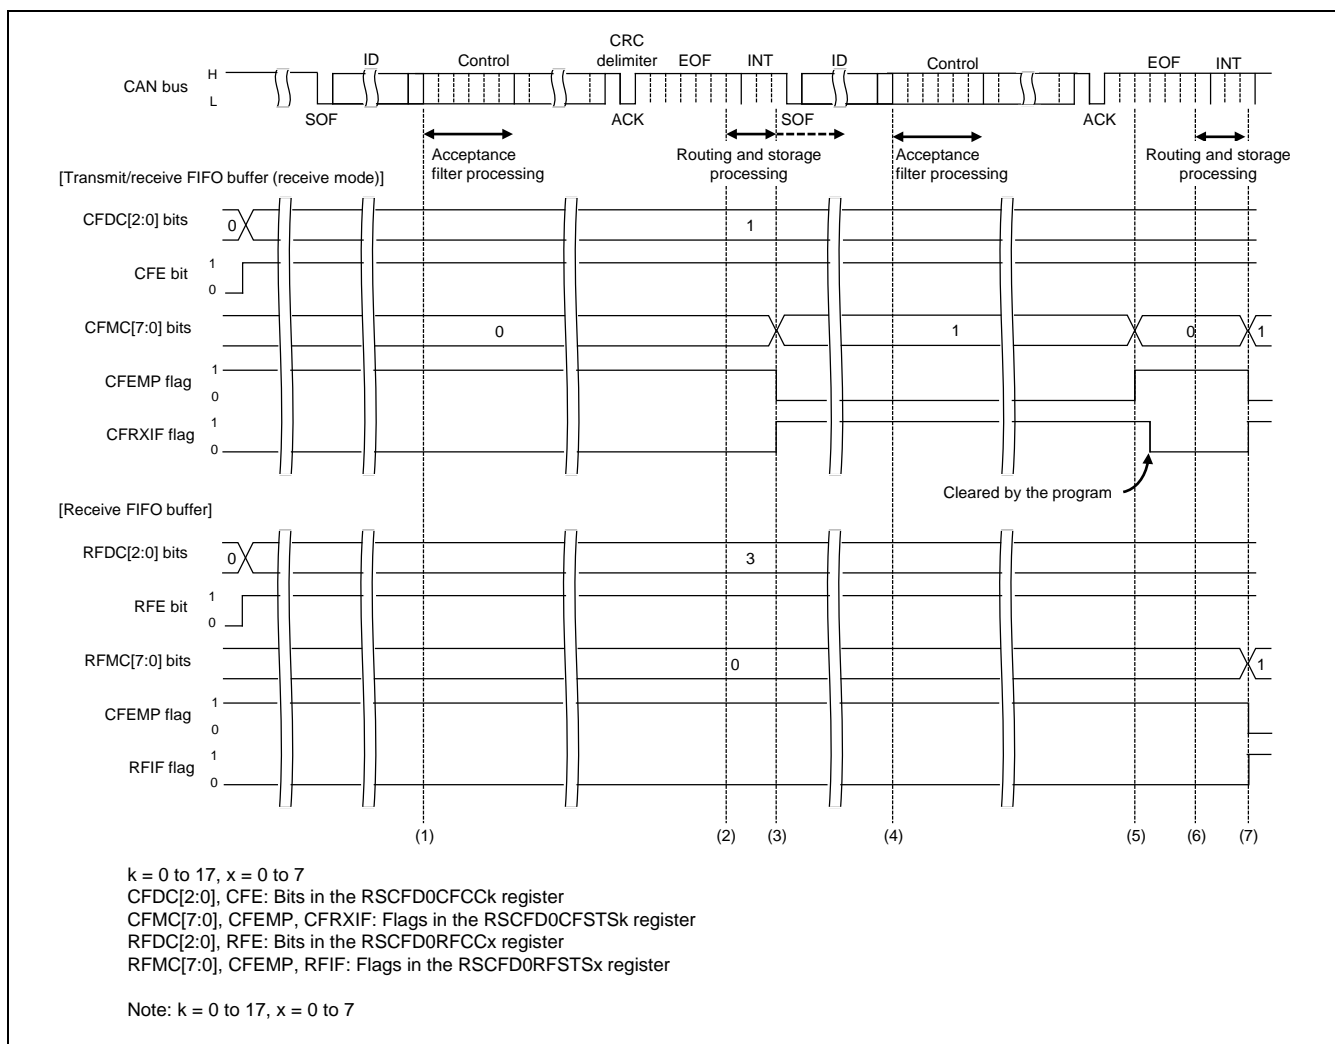 CRC
ID Control delimiter EOF INT ID Control EOF INT
CAN bus H
L
SOF ACK SOF ACK
Acceptance Routing and storage Acceptance Routing and storage
filter processing processing filter processing processing
[Transmit/receive FIFO buffer (receive mode)]
CFDC[2:0] bits 0 1
CFE bit 1
0
CFMC[7:0] bits 0 1 0 1
CFEMP flag 1
0
CFRXIF flag 1
0
Cleared by the program
[Receive FIFO buffer]
RFDC[2:0] bits 0 3
RFE bit 1
0
RFMC[7:0] bits 0 1
CFEMP flag 1
0
RFIF flag 1
0
(1) (2) (3) (4) (5) (6) (7)
k = 0 to 17, x = 0 to 7
CFDC[2:0], CFE: Bits in the RSCFD0CFCCk register
CFMC[7:0], CFEMP, CFRXIF: Flags in the RSCFD0CFSTSk register
RFDC[2:0], RFE: Bits in the RSCFD0RFCCx register
RFMC[7:0], CFEMP, RFIF: Flags in the RSCFD0RFSTSx register
Note: k = 0 to 17, x = 0 to 7